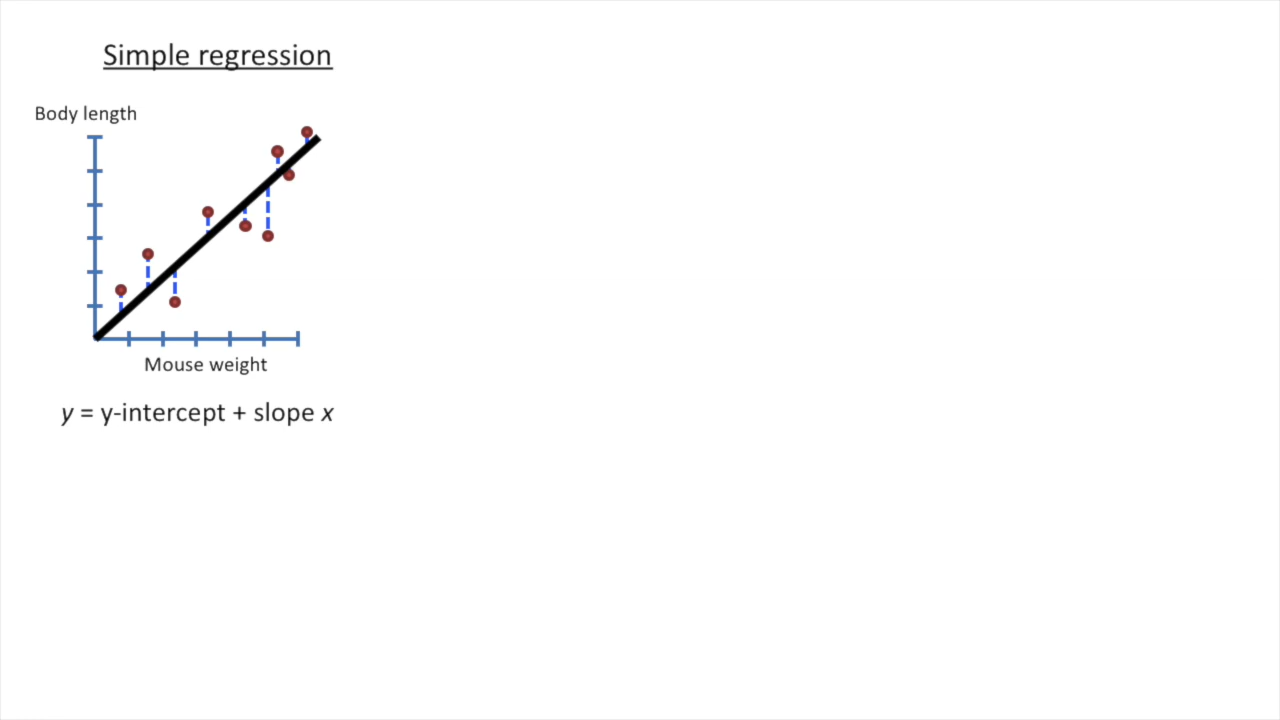 Simple regression
Body length
Mouse weight
y = y-intercept + slope x